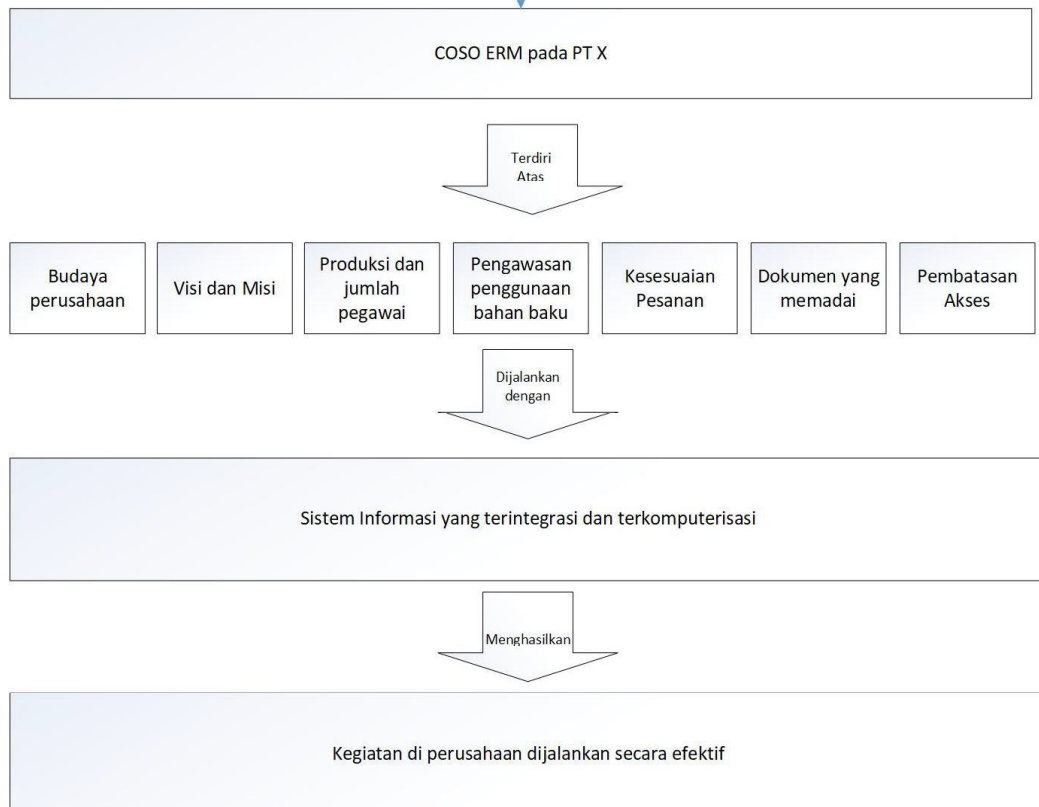 COSO ERM pada PT X
Terdiri
Atas
Budaya
perusahaan
Visi dan Misi
Produksi dan
jumlah
pegawai
Pengawasan
penggunaan
bahan baku
Kesesuaian
Pesanan
Dokumen yang
memadai
Pembatasan
Akses
Dijalankan
dengan
Sistem Informasi yang terintegrasi dan terkomputerisasi
Menghasilkan
Kegiatan di perusahaan dijalankan secara efektif